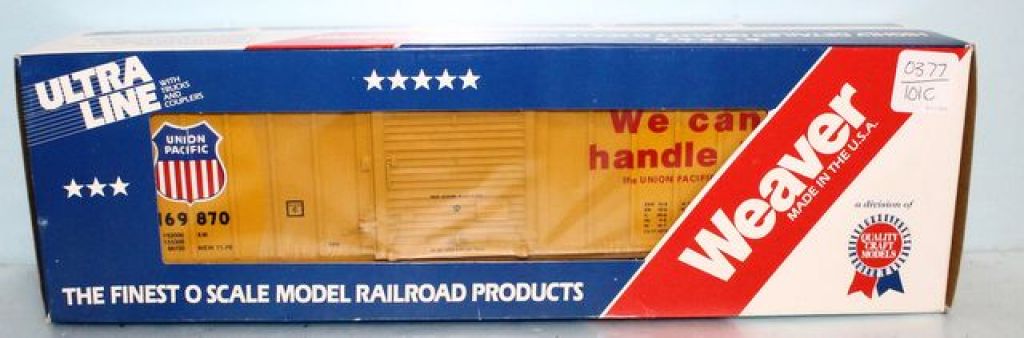 ULTRA
LINE
WITH
TRUCKS
AND
COUPLERS
UNION
PACIFIC
169 870
NEW
We can
handle
the UNION PACIFIC
Weaver
MADE IN THE U.S.A.
0377
101C
a division of
QUALITY
CRAFT
MODELS
THE FINEST O SCALE MODEL RAILROAD PRODUCTS